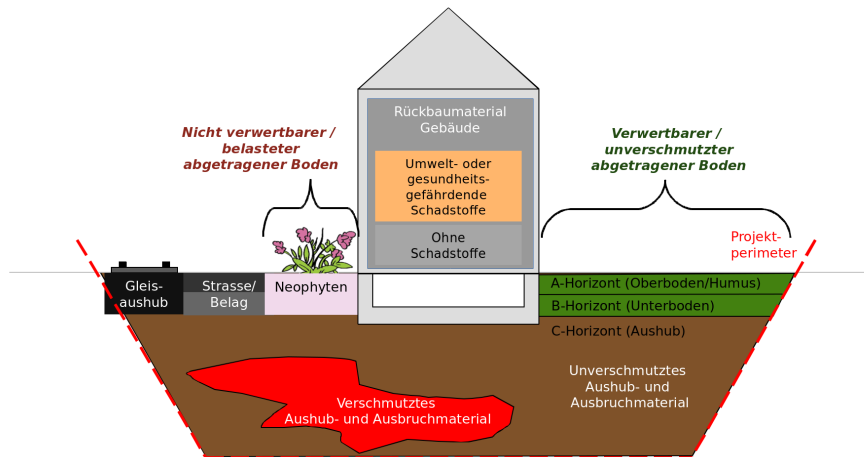 Rückbaumaterial
Gebäude
Nicht verwertbarer /
belasteter
abgetragener Boden
Verwertbarer /
unverschmutzter
abgetragener Boden
Umwelt- oder
gesundheits-
gefährdende
Schadstoffe
Ohne
Schadstoffe
Projekt-
perimeter
Gleis-
aushub
Strasse/
Belag
Neophyten
A-Horizont (Oberboden/Humus)
B-Horizont (Unterboden)
C-Horizont (Aushub)
Unverschmutztes
Aushub- und
Ausbruchmaterial
Verschmutztes
Aushub- und Ausbruchmaterial